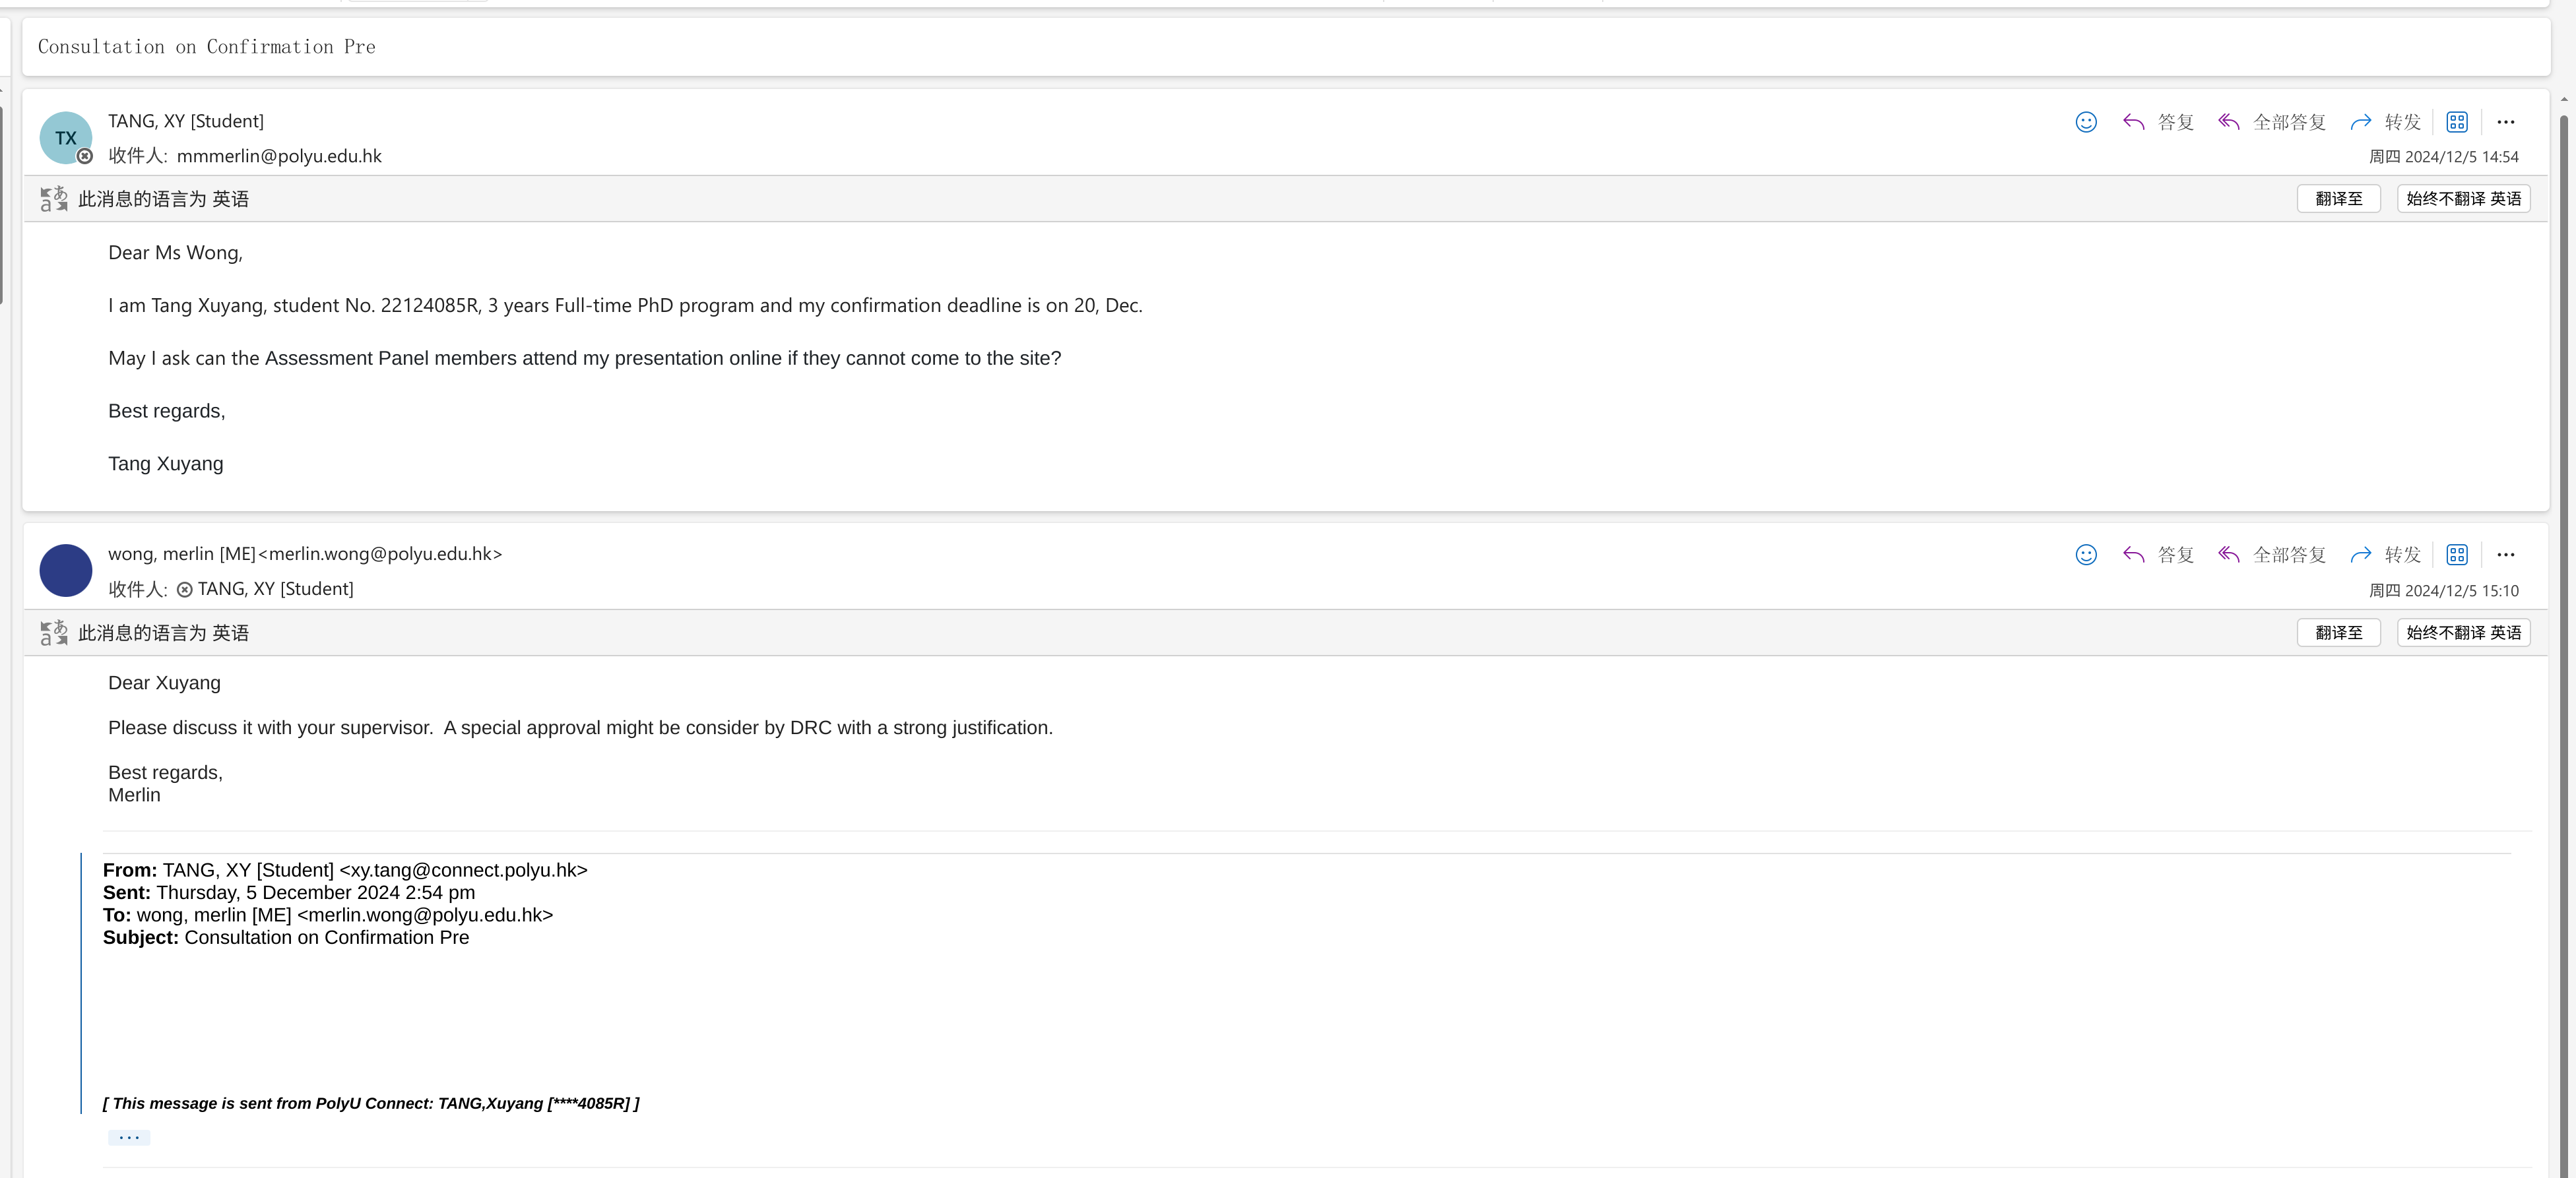 Consultation on Confirmation Pre
TX
TANG, XY [Student]
答复
全部答复
转发
收件人: mmmerlin@polyu.edu.hk
周四 2024/12/5 14:54
此消息的语言为 英语
翻译至
始终不翻译 英语
Dear Ms Wong,
I am Tang Xuyang, student No. 22124085R, 3 years Full-time PhD program and my confirmation deadline is on 20, Dec.
May I ask can the Assessment Panel members attend my presentation online if they cannot come to the site?
Best regards,
Tang Xuyang
wong, merlin [ME]<merlin.wong@polyu.edu.hk>
答复
全部答复
转发
收件人: TANG, XY [Student]
周四 2024/12/5 15:10
此消息的语言为 英语
翻译至
始终不翻译 英语
Dear Xuyang
Please discuss it with your supervisor.  A special approval might be consider by DRC with a strong justification.
Best regards,
Merlin
From: TANG, XY [Student] <xy.tang@connect.polyu.hk>
Sent: Thursday, 5 December 2024 2:54 pm
To: wong, merlin [ME] <merlin.wong@polyu.edu.hk>
Subject: Consultation on Confirmation Pre
[ This message is sent from PolyU Connect: TANG,Xuyang [****4085R] ]